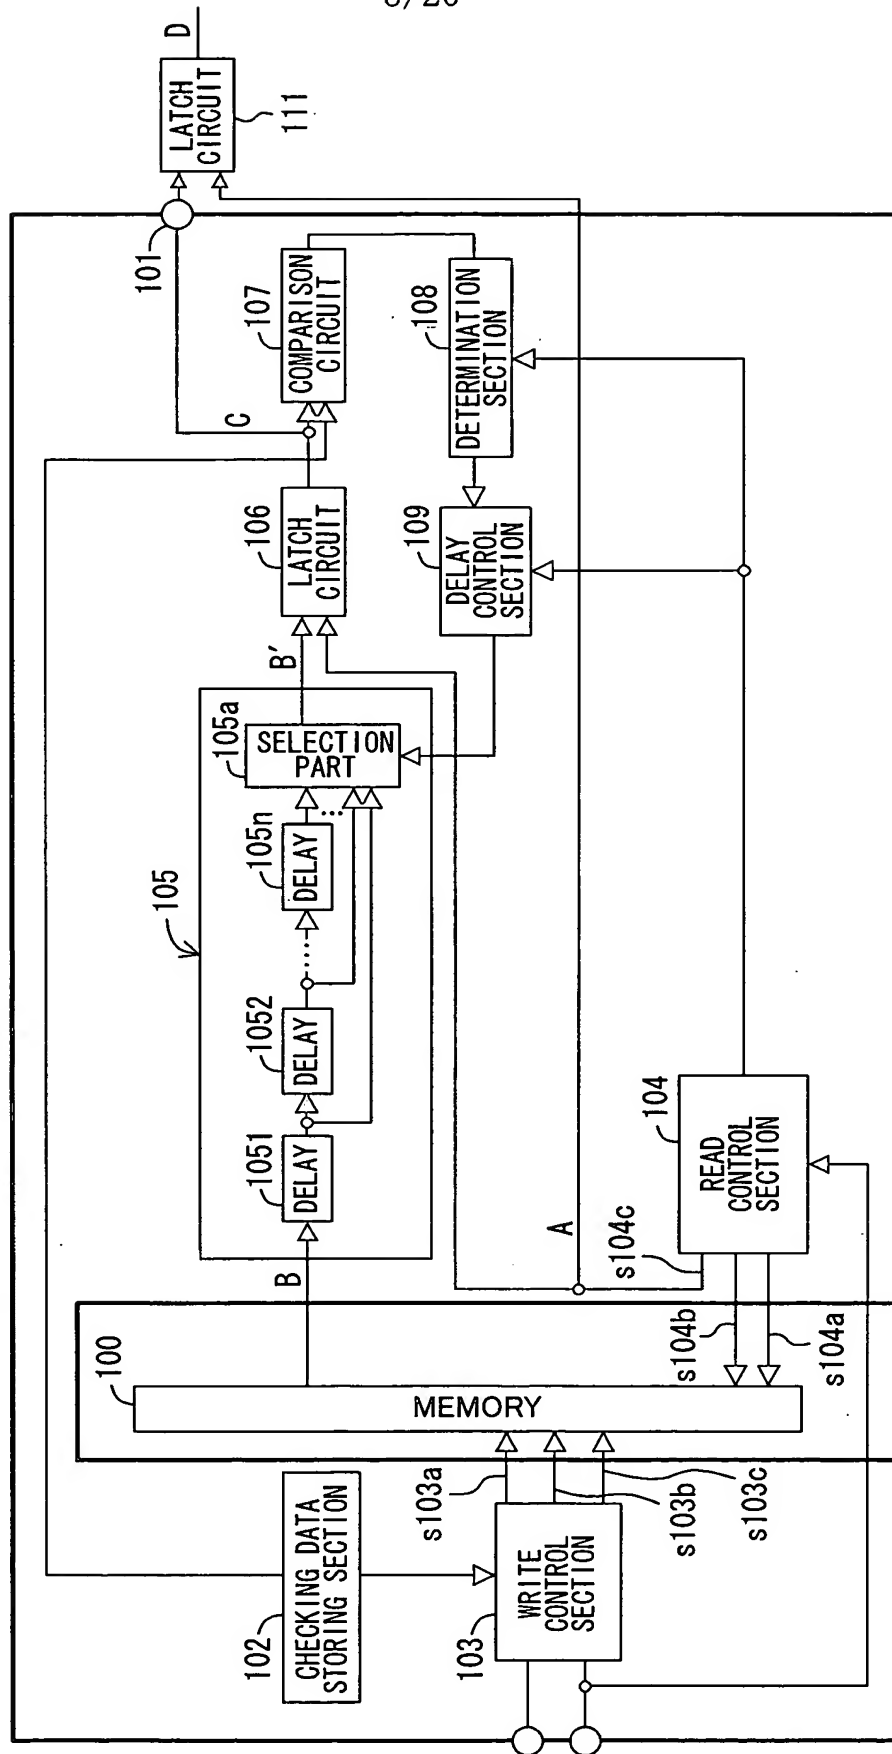 8/20
D
LATCH
CIRCUIT
111
101
C
107
COMPARISON
CIRCUIT
108
DETERMINATION
SECTION
106
LATCH
CIRCUIT
109
DELAY
CONTROL
SECTION
B'
105
105a
SELECTION
PART
105n
DELAY
1052
DELAY
1051
DELAY
B
A
104
READ
CONTROL
SECTION
s104c
s104b
s104a
100
MEMORY
s103a
s103b
s103c
102
CHECKING DATA
STORING SECTION
103
WRITE
CONTROL
SECTION